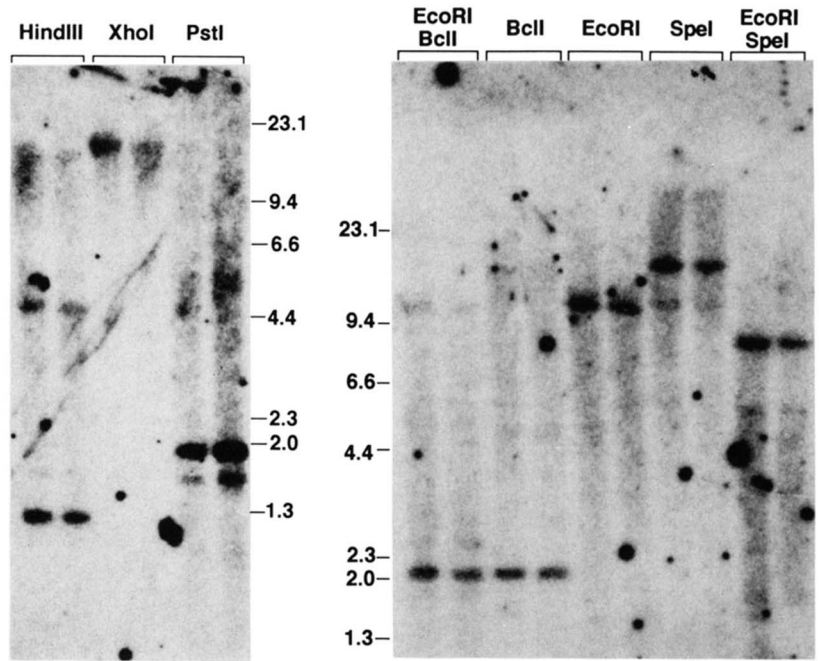 HindIII XhoI PstI
23.1
9.4
6.6
4.4
2.3
2.0
1.3
EcoRI
BclI
BclI
EcoRI
SpeI
EcoRI
SpeI
23.1
9.4
6.6
4.4
2.3
2.0
1.3